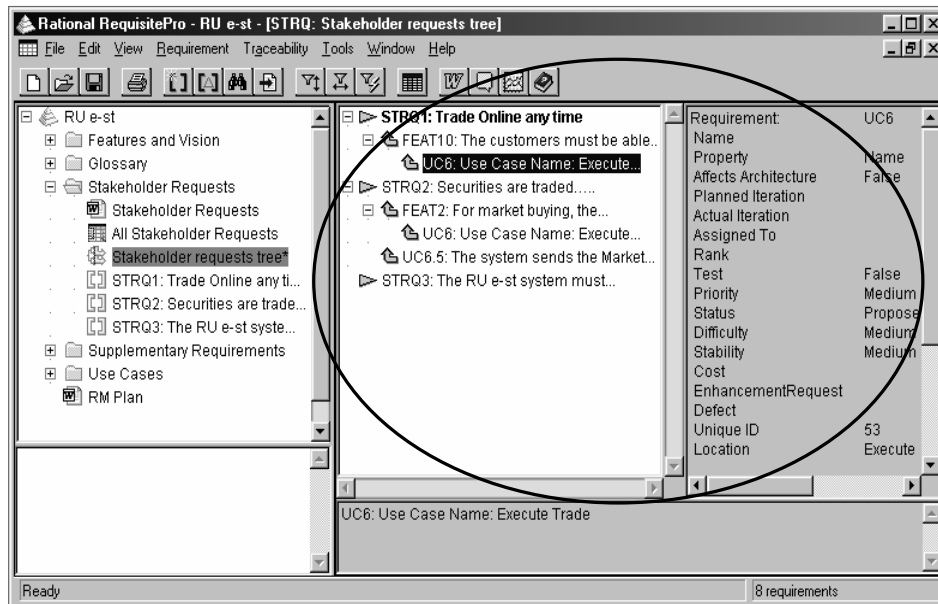 Rational RequisitePro - RU e-st - [STRQ: Stakeholder requests tree]
File Edit View Requirement Traceability Tools Window Help
RU e-st
Features and Vision
Glossary
Stakeholder Requests
Stakeholder Requests
All Stakeholder Requests
Stakeholder requests tree*
STRQ1: Trade Online any ti...
STRQ2: Securities are trade...
STRQ3: The RU e-st syste...
Supplementary Requirements
Use Cases
RM Plan
STRQ1: Trade Online any time
FEAT10: The customers must be able..
UC6: Use Case Name: Execute...
STRQ2: Securities are traded.....
FEAT2: For market buying, the...
UC6: Use Case Name: Execute...
UC6.5: The system sends the Market...
STRQ3: The RU e-st system must...
Requirement: UC6
Name
Property Name
Affects Architecture False
Planned Iteration
Actual Iteration
Assigned To
Rank
Test False
Priority Medium
Status Propose
Difficulty Medium
Stability Medium
Cost
EnhancementRequest
Defect
Unique ID 53
Location Execute
UC6: Use Case Name: Execute Trade
Ready 8 requirements